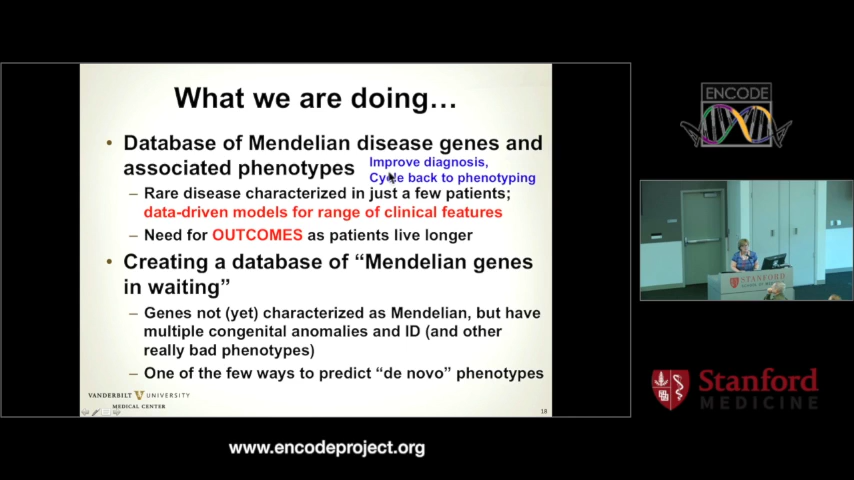 What we are doing…
• Database of Mendelian disease genes and
associated phenotypes
Improve diagnosis,
Cycle back to phenotyping
– Rare disease characterized in just a few patients;
data-driven models for range of clinical features
– Need for OUTCOMES as patients live longer
• Creating a database of “Mendelian genes
in waiting”
– Genes not (yet) characterized as Mendelian, but have
multiple congenital anomalies and ID (and other
really bad phenotypes)
– One of the few ways to predict “de novo” phenotypes
VANDERBILT UNIVERSITY
MEDICAL CENTER
18
ENCODE
STANFORD
Stanford
MEDICINE
www.encodeproject.org